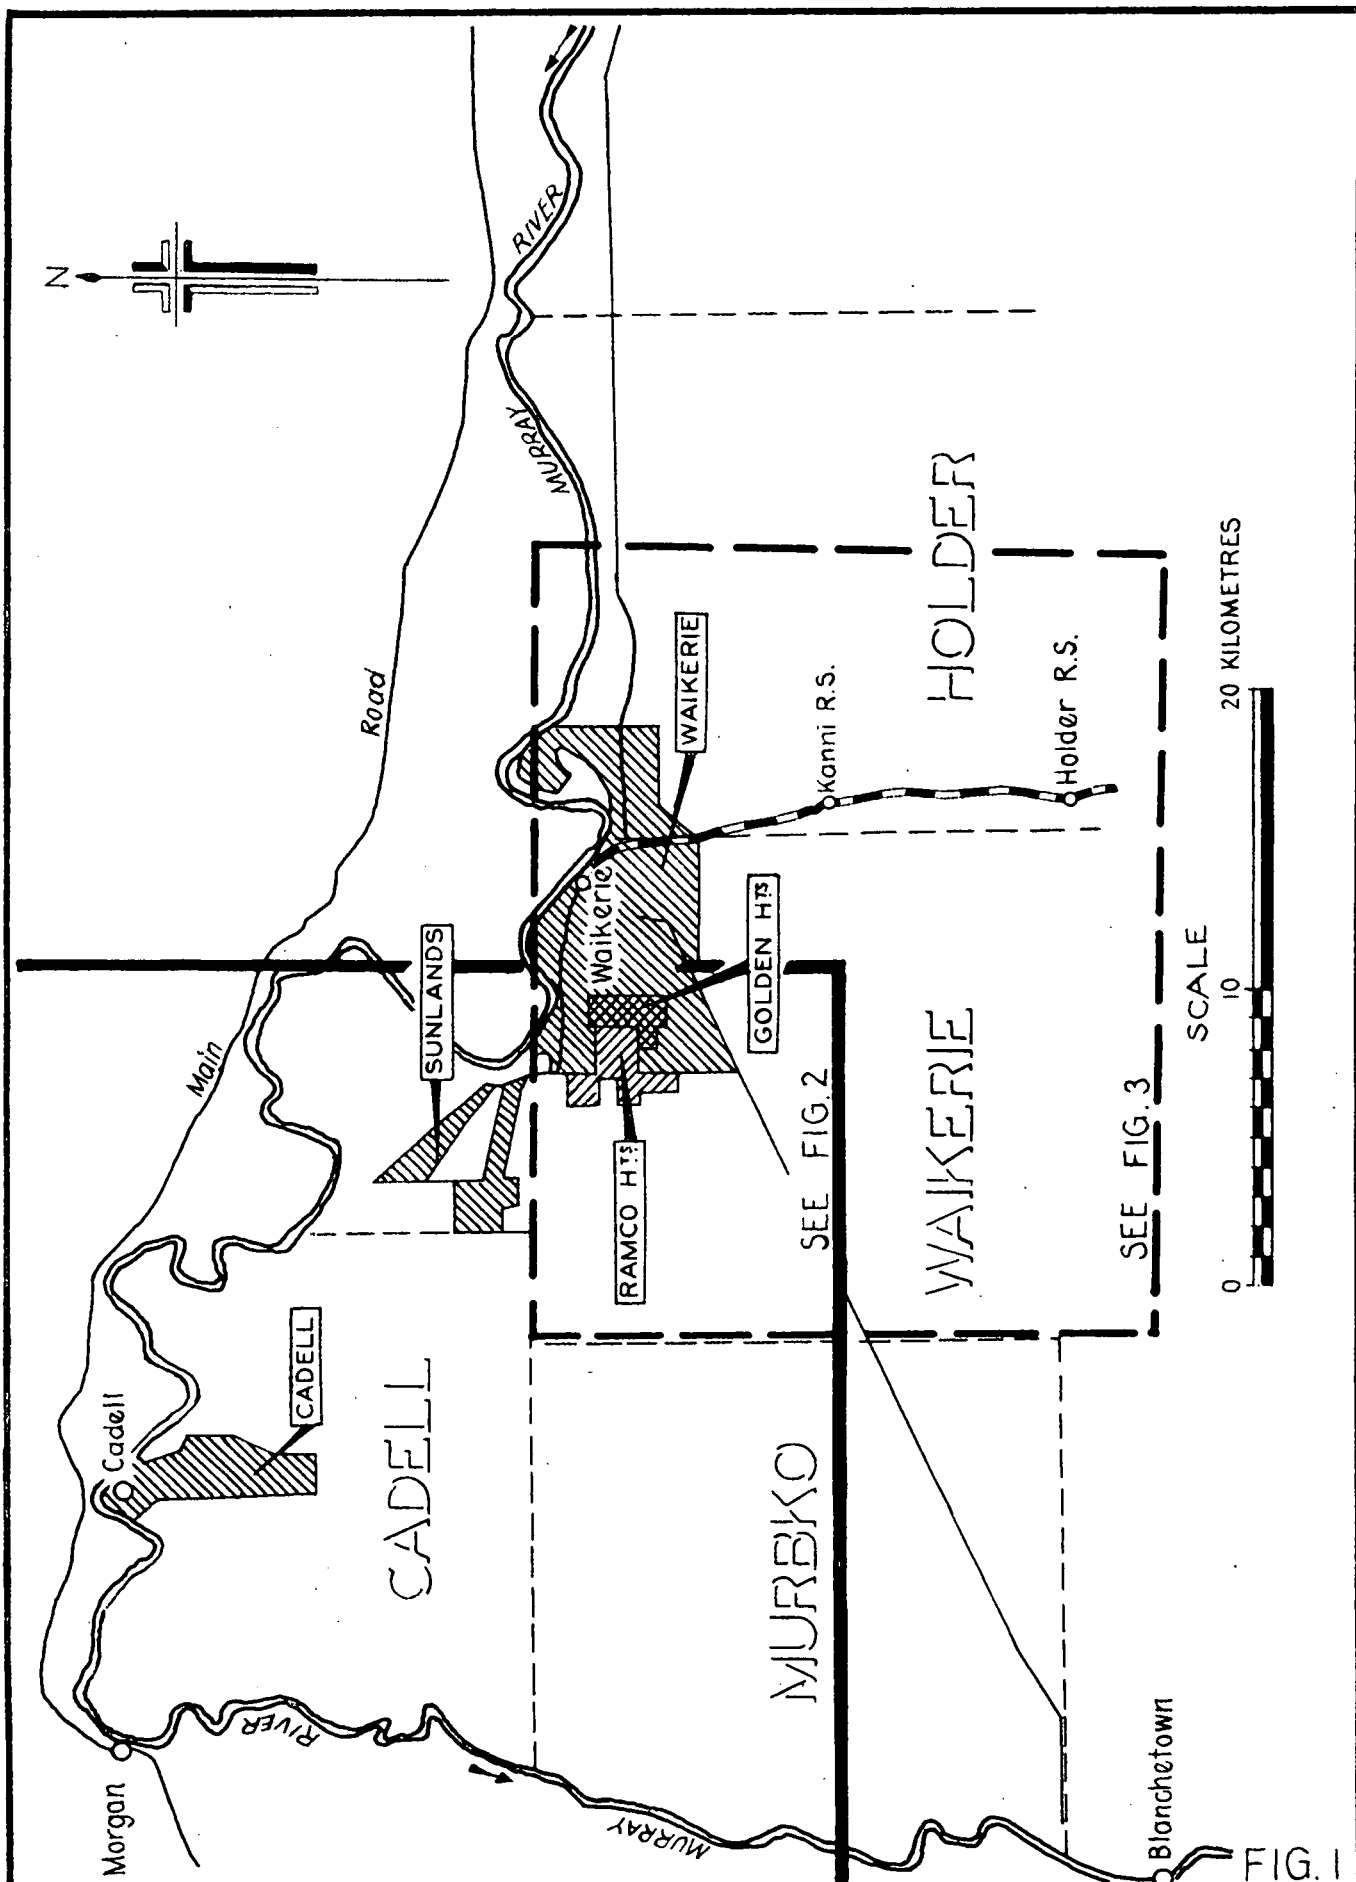 N
RIVER
MURRAY
Road
Main
SUNLANDS
WAIKERIE
Waikerie
GOLDEN HTS
RAMCO HTS
Kanni R.S.
Holder R.S.
HOLDER
WAIKERIE
SEE FIG. 2
SEE FIG. 3
CADELL
Cadell
CADELL
MURBKO
Morgan
RIVER
MURRAY
Blanchetown
0 10 20 KILOMETRES
SCALE
FIG. 1